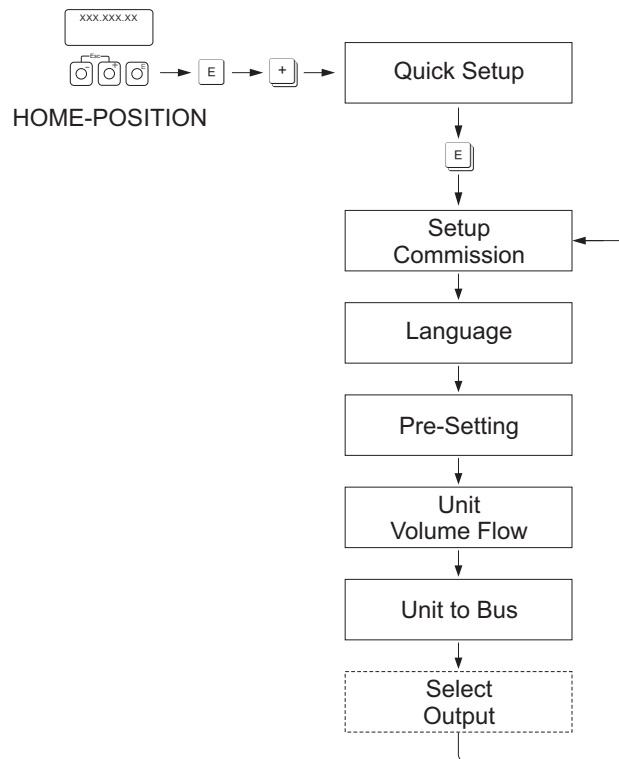 xxx.xxx.xx
Esc
- + E
E
+
Quick Setup
HOME-POSITION
E
Setup
Commission
Language
Pre-Setting
Unit
Volume Flow
Unit to Bus
Select
Output